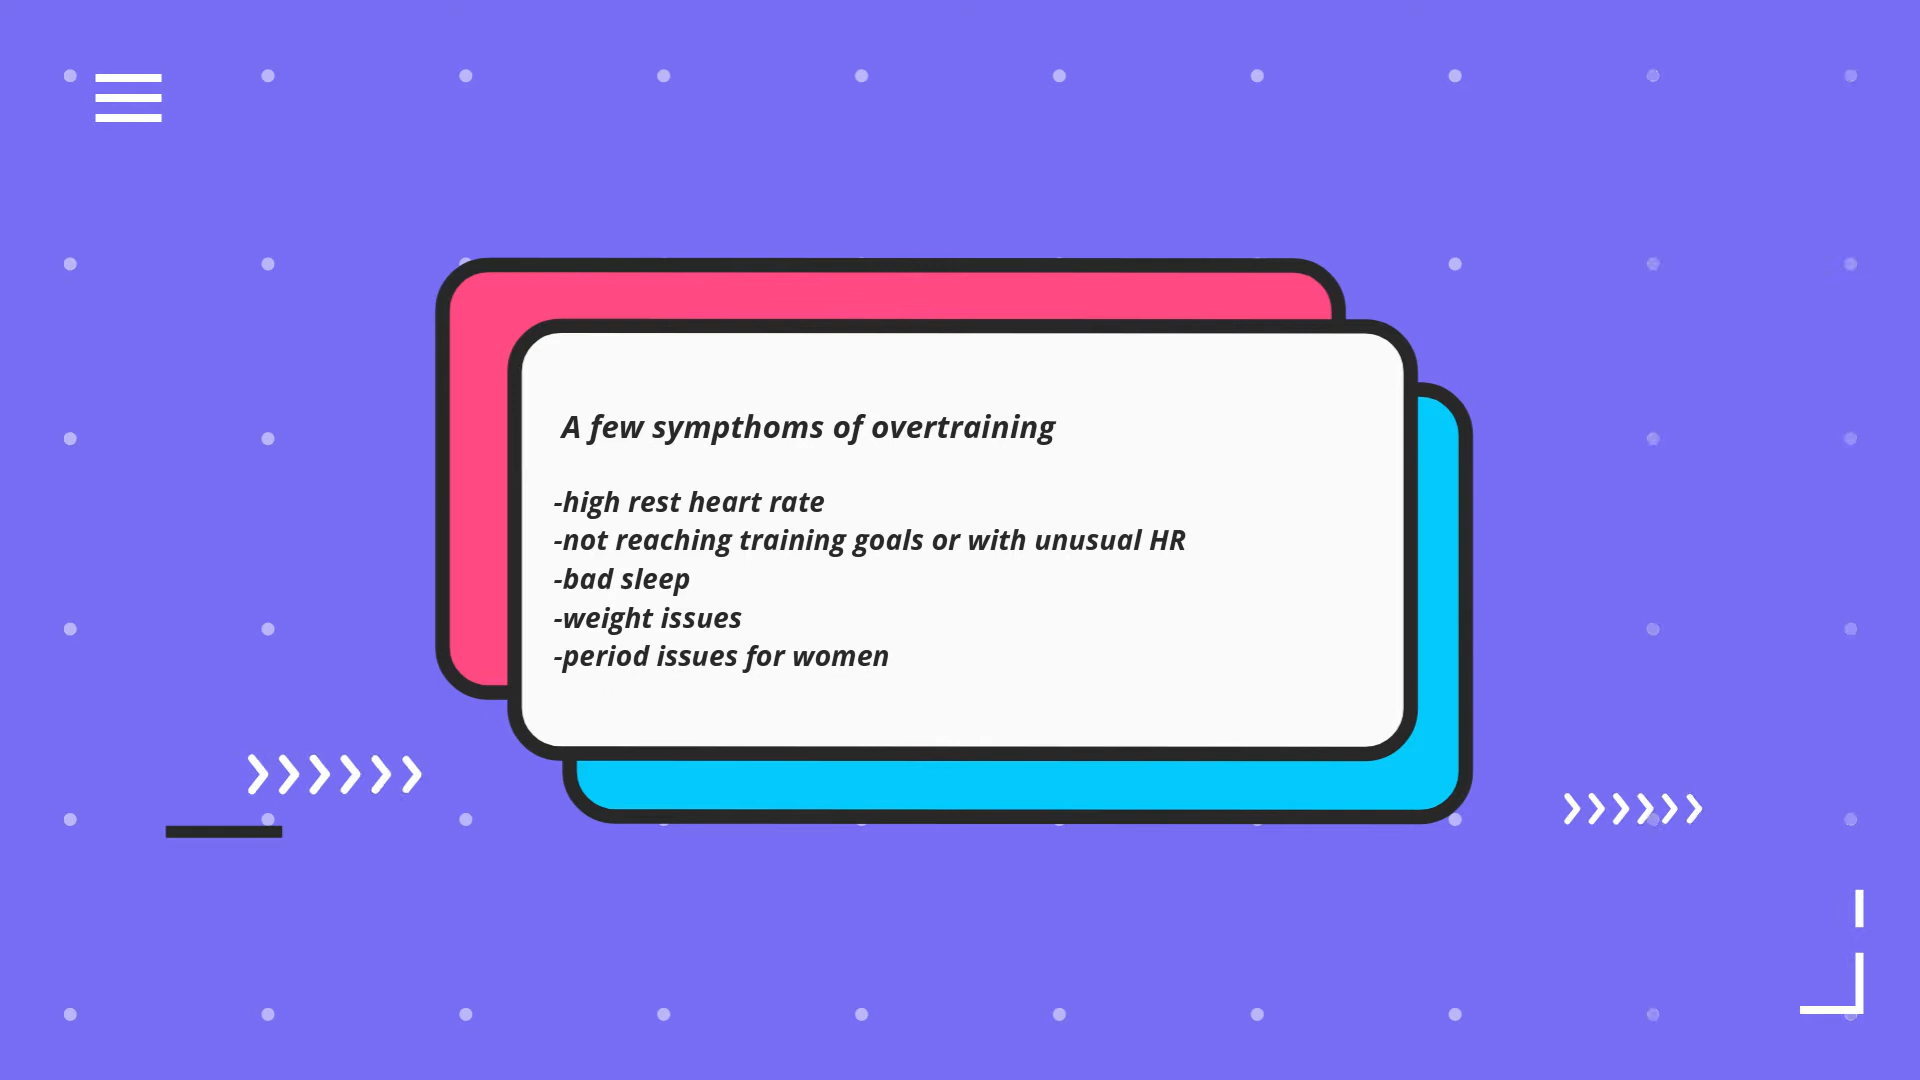 A few sympthoms of overtraining
-high rest heart rate
-not reaching training goals or with unusual HR
-bad sleep
-weight issues
-period issues for women